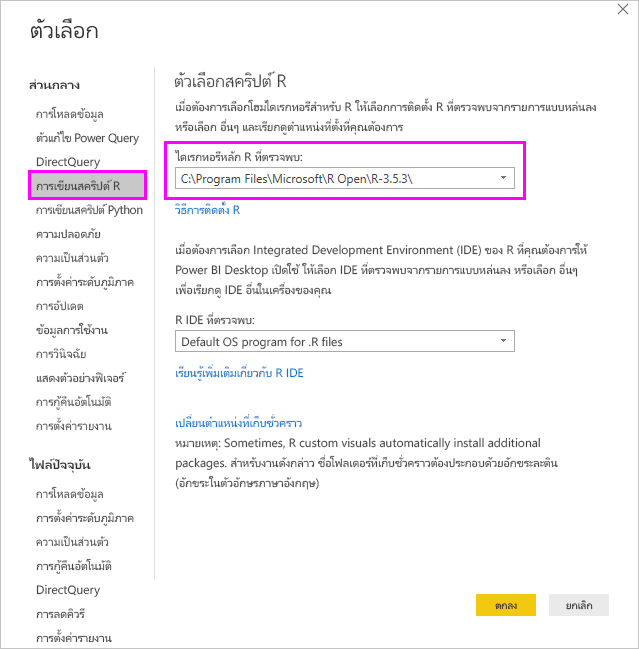 ตัวเลือก
ส่วนกลาง
การโหลดข้อมูล
ตัวแก้ไข Power Query
DirectQuery
การเขียนสคริปต์ R
การเขียนสคริปต์ Python
ความปลอดภัย
ความเป็นส่วนตัว
การตั้งค่าระดับภูมิภาค
การอัปเดต
ข้อมูลการใช้งาน
การวินิจฉัย
แสดงตัวอย่างฟีเจอร์
การกู้คืนอัตโนมัติ
การตั้งค่ารายงาน
ไฟล์ปัจจุบัน
การโหลดข้อมูล
การตั้งค่าระดับภูมิภาค
ความเป็นส่วนตัว
การกู้คืนอัตโนมัติ
DirectQuery
การลดคิวรี
การตั้งค่ารายงาน
ตัวเลือกสคริปต์ R
เมื่อต้องการเลือกโฮมไดเรกทอรีสำหรับ R ให้เลือกการติดตั้ง R ที่ตรวจพบจากรายการแบบหล่นลง
หรือเลือก อื่นๆ และเรียกดูตำแหน่งที่ตั้งที่คุณต้องการ
ไดเรกทอรีหลัก R ที่ตรวจพบ:
C:\Program Files\Microsoft\R Open\R-3.5.3\
วิธีการติดตั้ง R
เมื่อต้องการเลือก Integrated Development Environment (IDE) ของ R ที่คุณต้องการให้
Power BI Desktop เปิดใช้ ให้เลือก IDE ที่ตรวจพบจากรายการแบบหล่นลง หรือเลือก อื่นๆ
เพื่อเรียกดู IDE อื่นในเครื่องของคุณ
R IDE ที่ตรวจพบ:
Default OS program for .R files
เรียนรู้เพิ่มเติมเกี่ยวกับ R IDE
เปลี่ยนตำแหน่งที่เก็บชั่วคราว
หมายเหตุ: Sometimes, R custom visuals automatically install additional
packages. สำหรับงานดังกล่าว ชื่อโฟลเดอร์ที่เก็บชั่วคราวต้องประกอบด้วยอักขระละติน
(อักขระในตัวอักษรภาษาอังกฤษ)
ตกลง
ยกเลิก